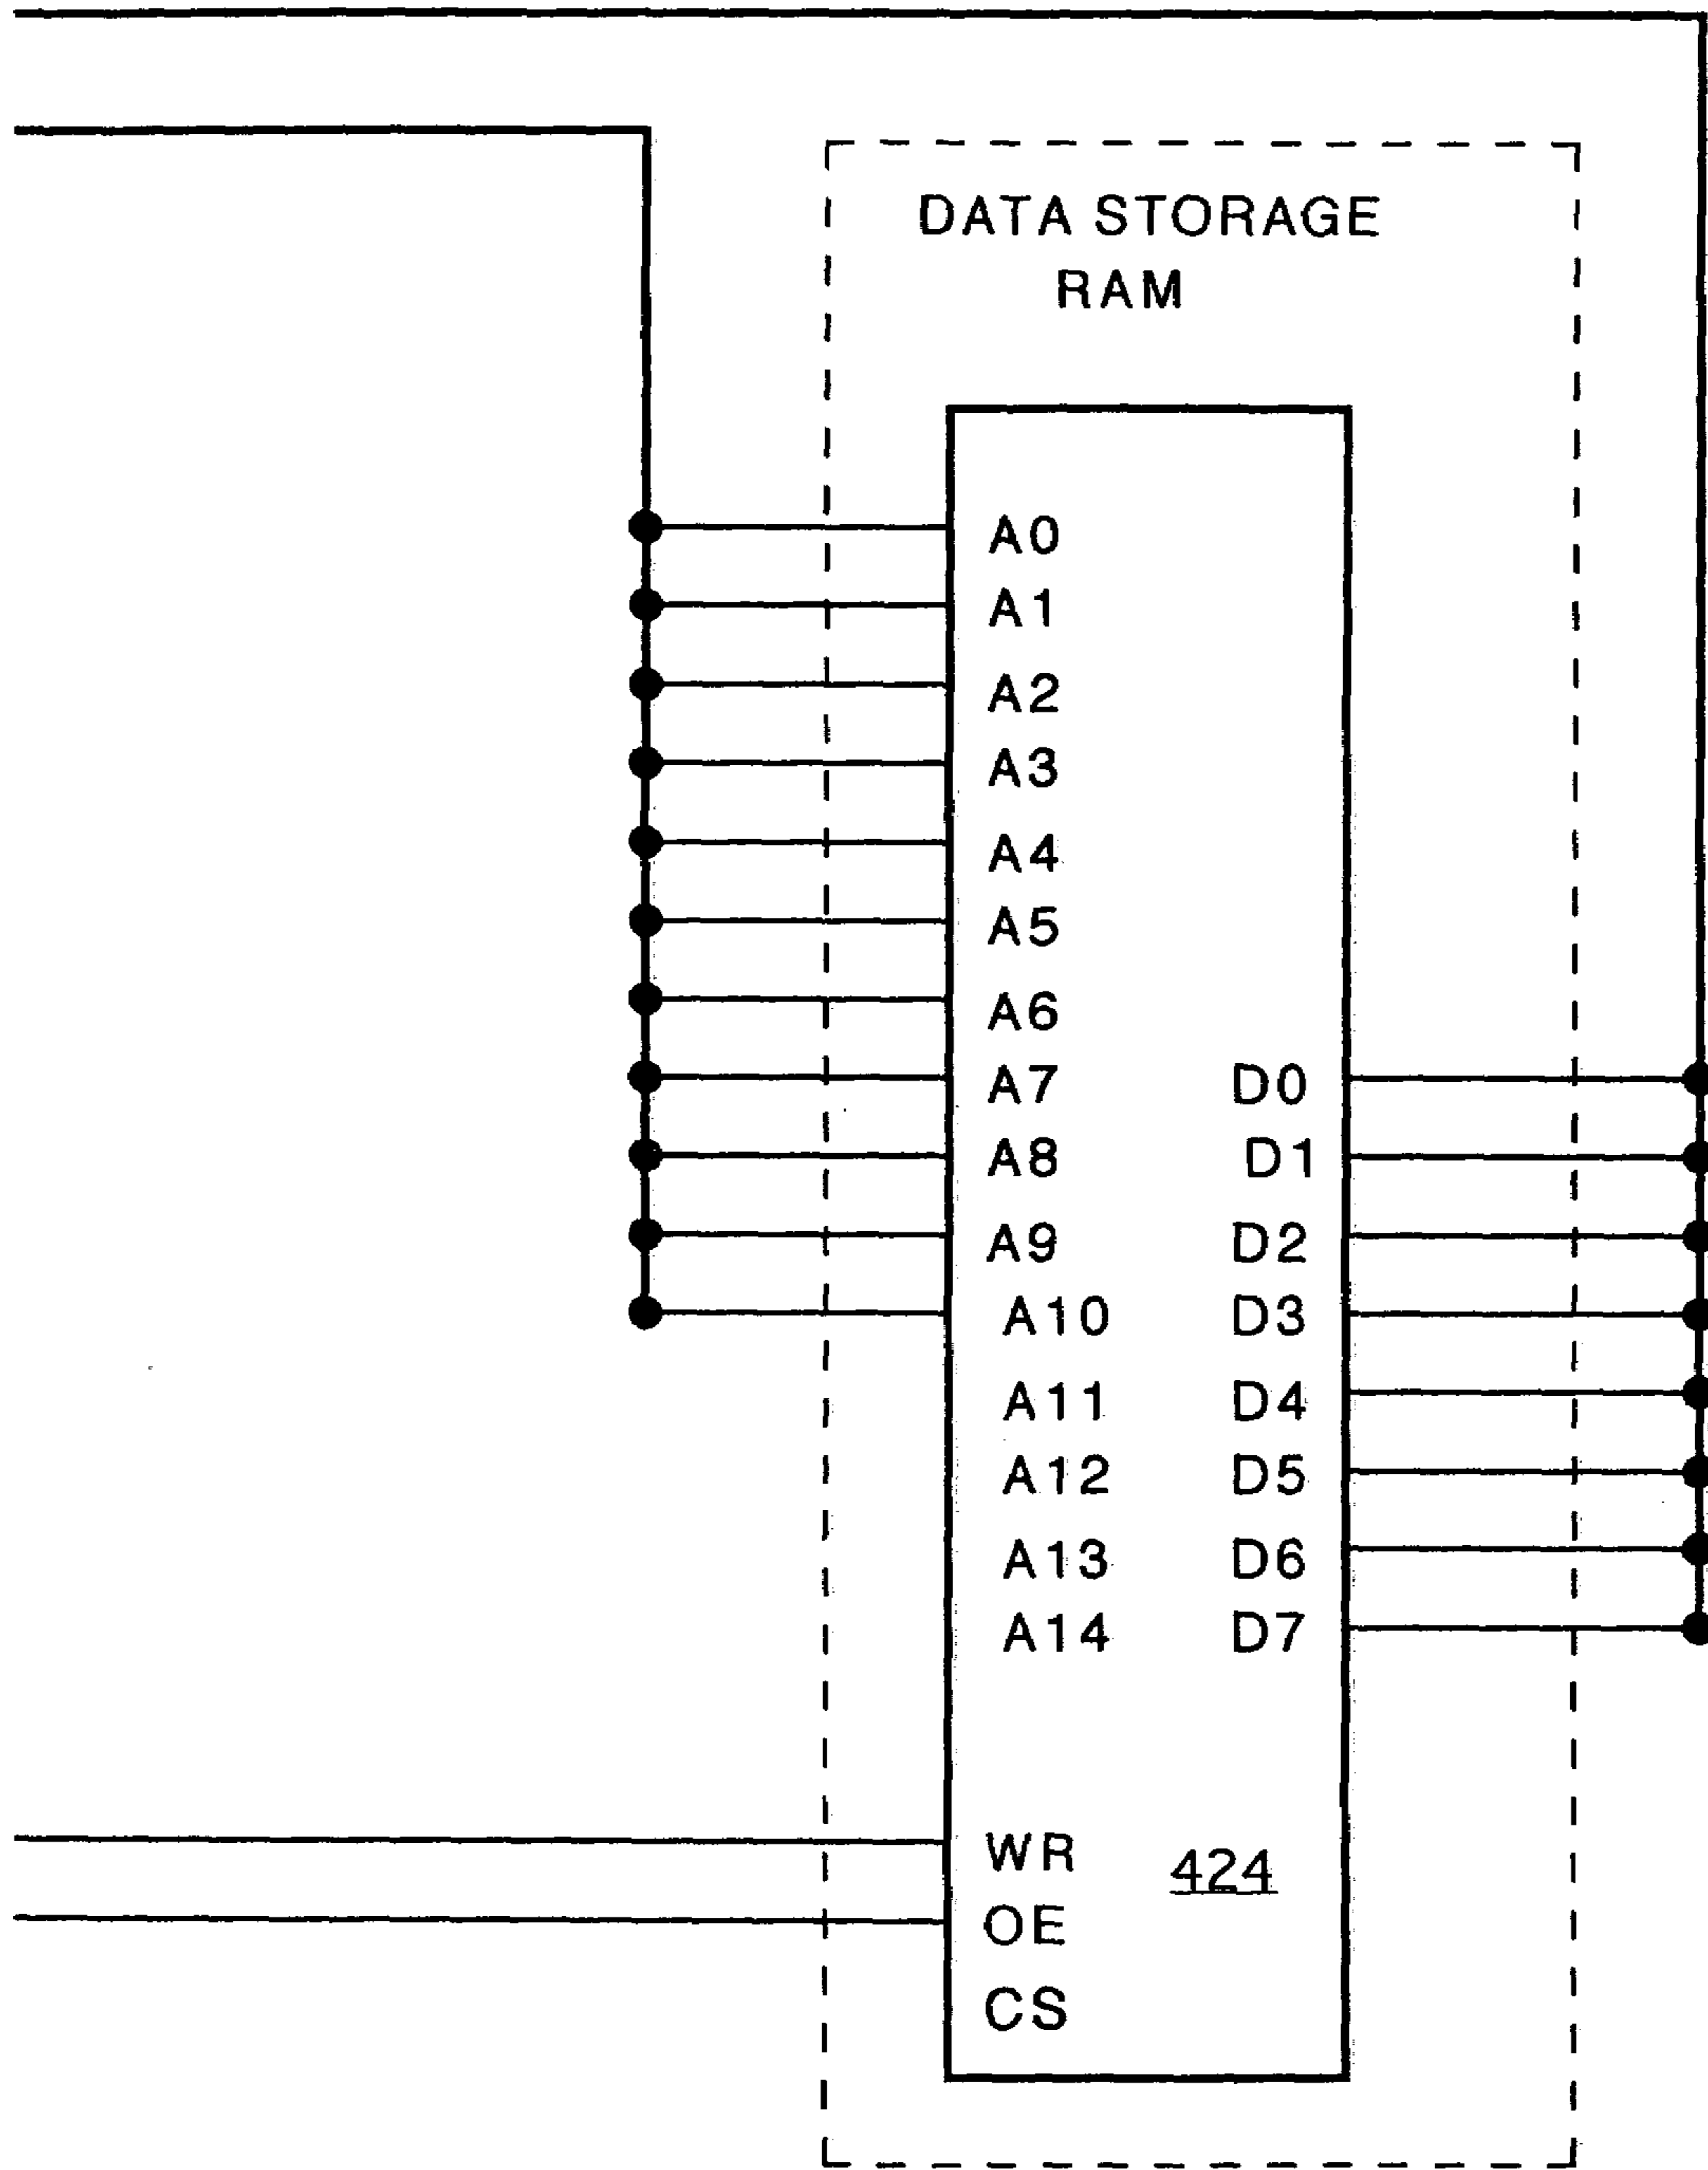 DATA STORAGE
RAM
A0
A1
A2
A3
A4
A5
A6
A7 D0
A8 D1
A9 D2
A10 D3
A11 D4
A12 D5
A13 D6
A14 D7
WR 424
OE
CS